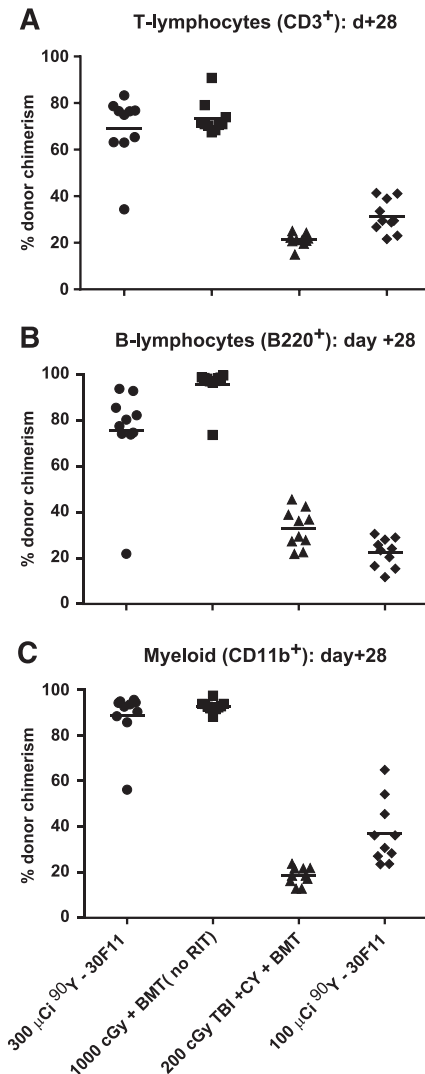 A
T-lymphocytes (CD3+): d+28
% donor chimerism
100
80
60
40
20
0
B
B-lymphocytes (B220+): day +28
% donor chimerism
100
80
60
40
20
0
C
Myeloid (CD11b+): day+28
% donor chimerism
100
80
60
40
20
0
300 μCi 90Y - 30F11
1000 cGy + BMT( no RIT)
200 cGy TBI +CY + BMT
100 μCi 90Y - 30F11